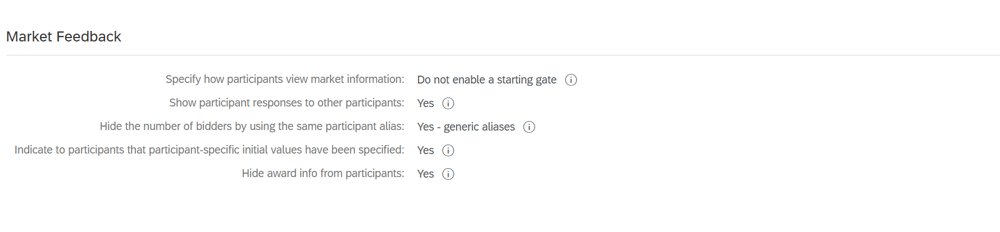 Market Feedback
Specify how participants view market information: Do not enable a starting gate
Show participant responses to other participants: Yes
Hide the number of bidders by using the same participant alias: Yes - generic aliases
Indicate to participants that participant-specific initial values have been specified: Yes
Hide award info from participants: Yes